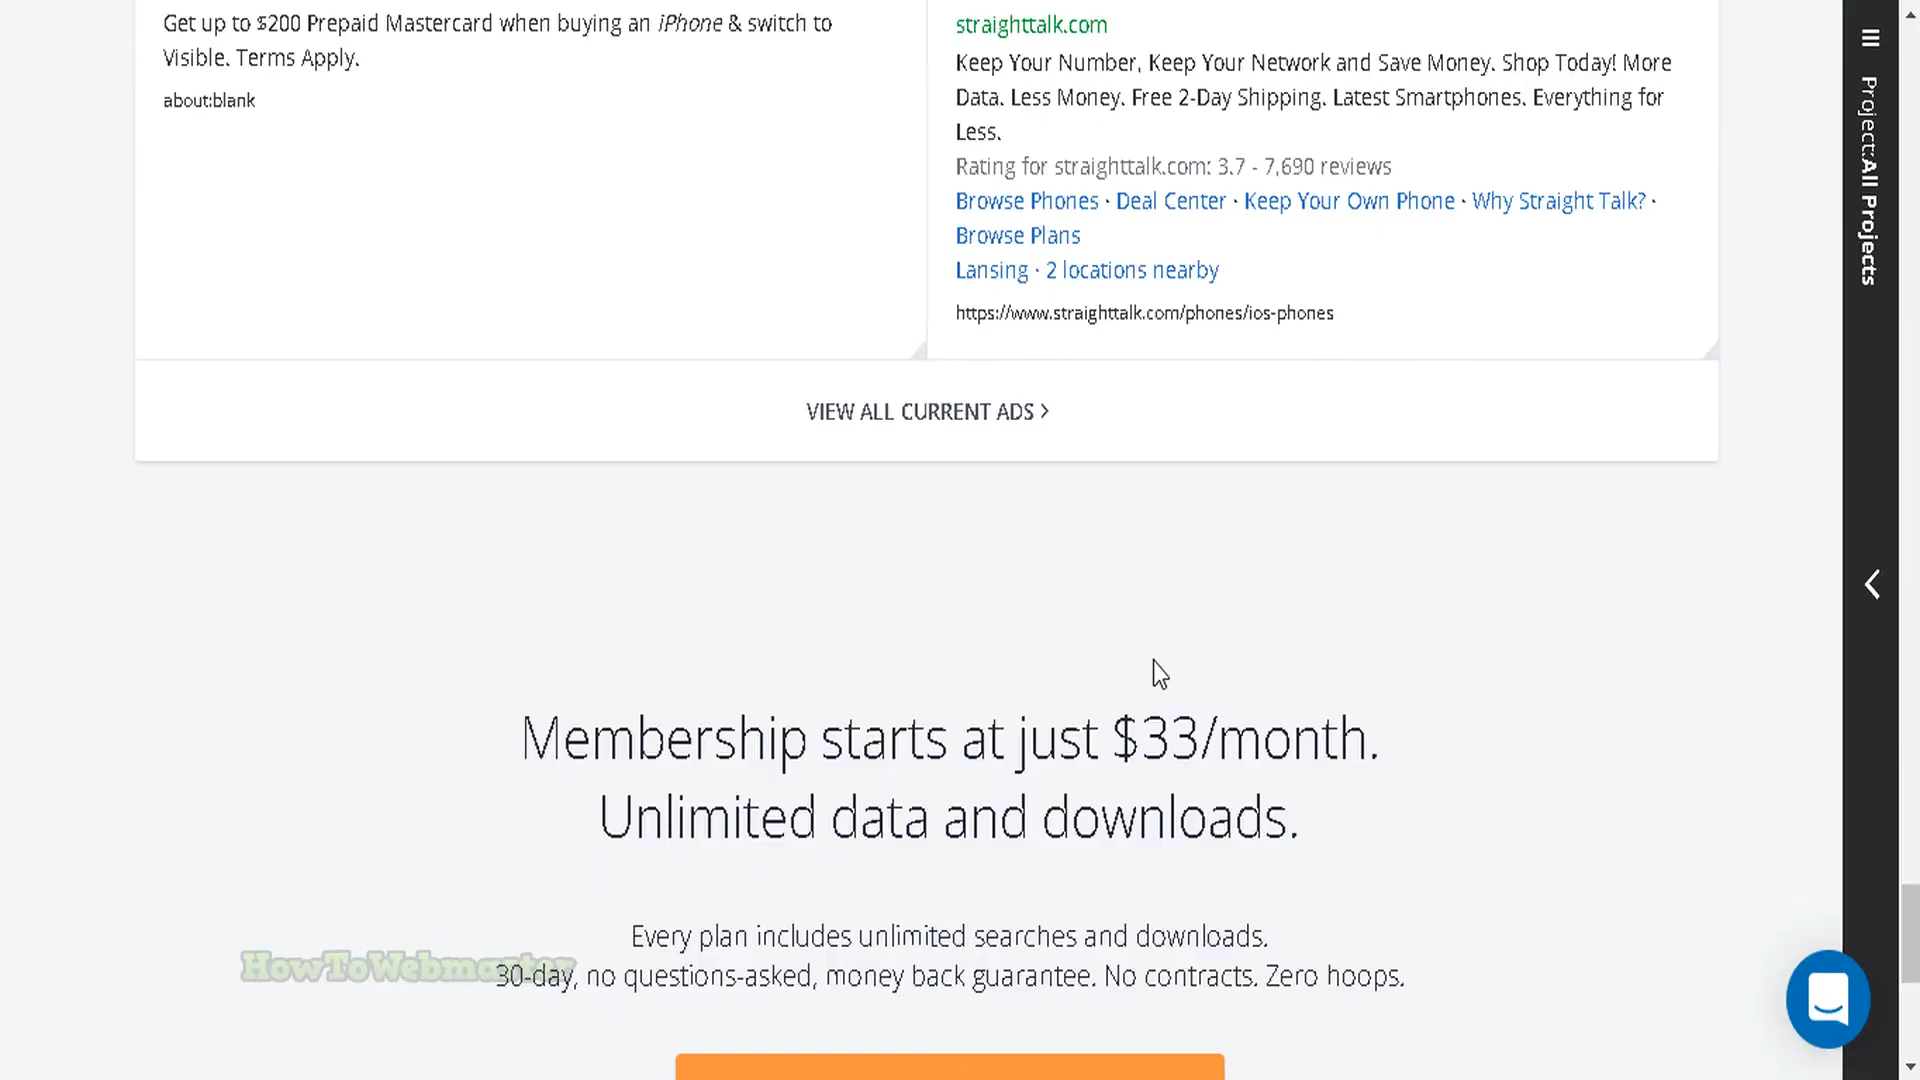 Get up to $200 Prepaid Mastercard when buying an iPhone & switch to
Visible. Terms Apply.
about:blank
straighttalk.com
Keep Your Number, Keep Your Network and Save Money. Shop Today! More
Data. Less Money. Free 2-Day Shipping. Latest Smartphones. Everything for
Less.
Rating for straighttalk.com: 3.7 - 7,690 reviews
Browse Phones · Deal Center · Keep Your Own Phone · Why Straight Talk? ·
Browse Plans
Lansing · 2 locations nearby
https://www.straighttalk.com/phones/ios-phones
VIEW ALL CURRENT ADS >
Project:All Projects
Membership starts at just $33/month.
Unlimited data and downloads.
Every plan includes unlimited searches and downloads.
30-day, no questions-asked, money back guarantee. No contracts. Zero hoops.
HowToWebmaster